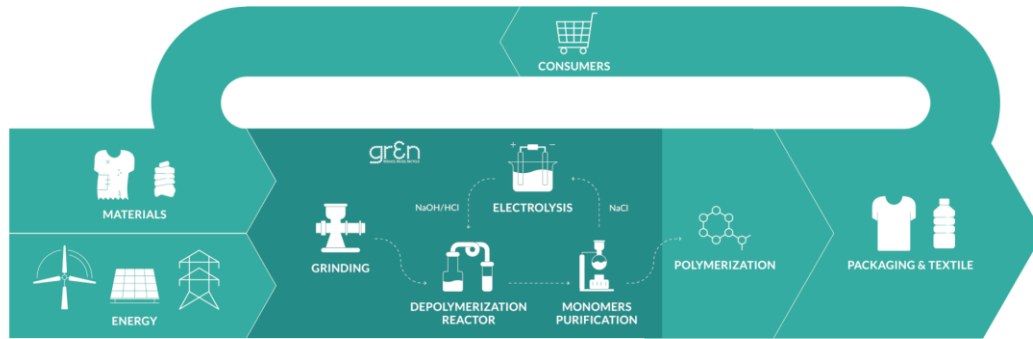 CONSUMERS
MATERIALS
ENERGY
gr3n
GRINDING
NaOH/HCl
ELECTROLYSIS
NaCl
DEPOLYMERIZATION
REACTOR
MONOMERS
PURIFICATION
POLYMERIZATION
PACKAGING & TEXTILE
+
−